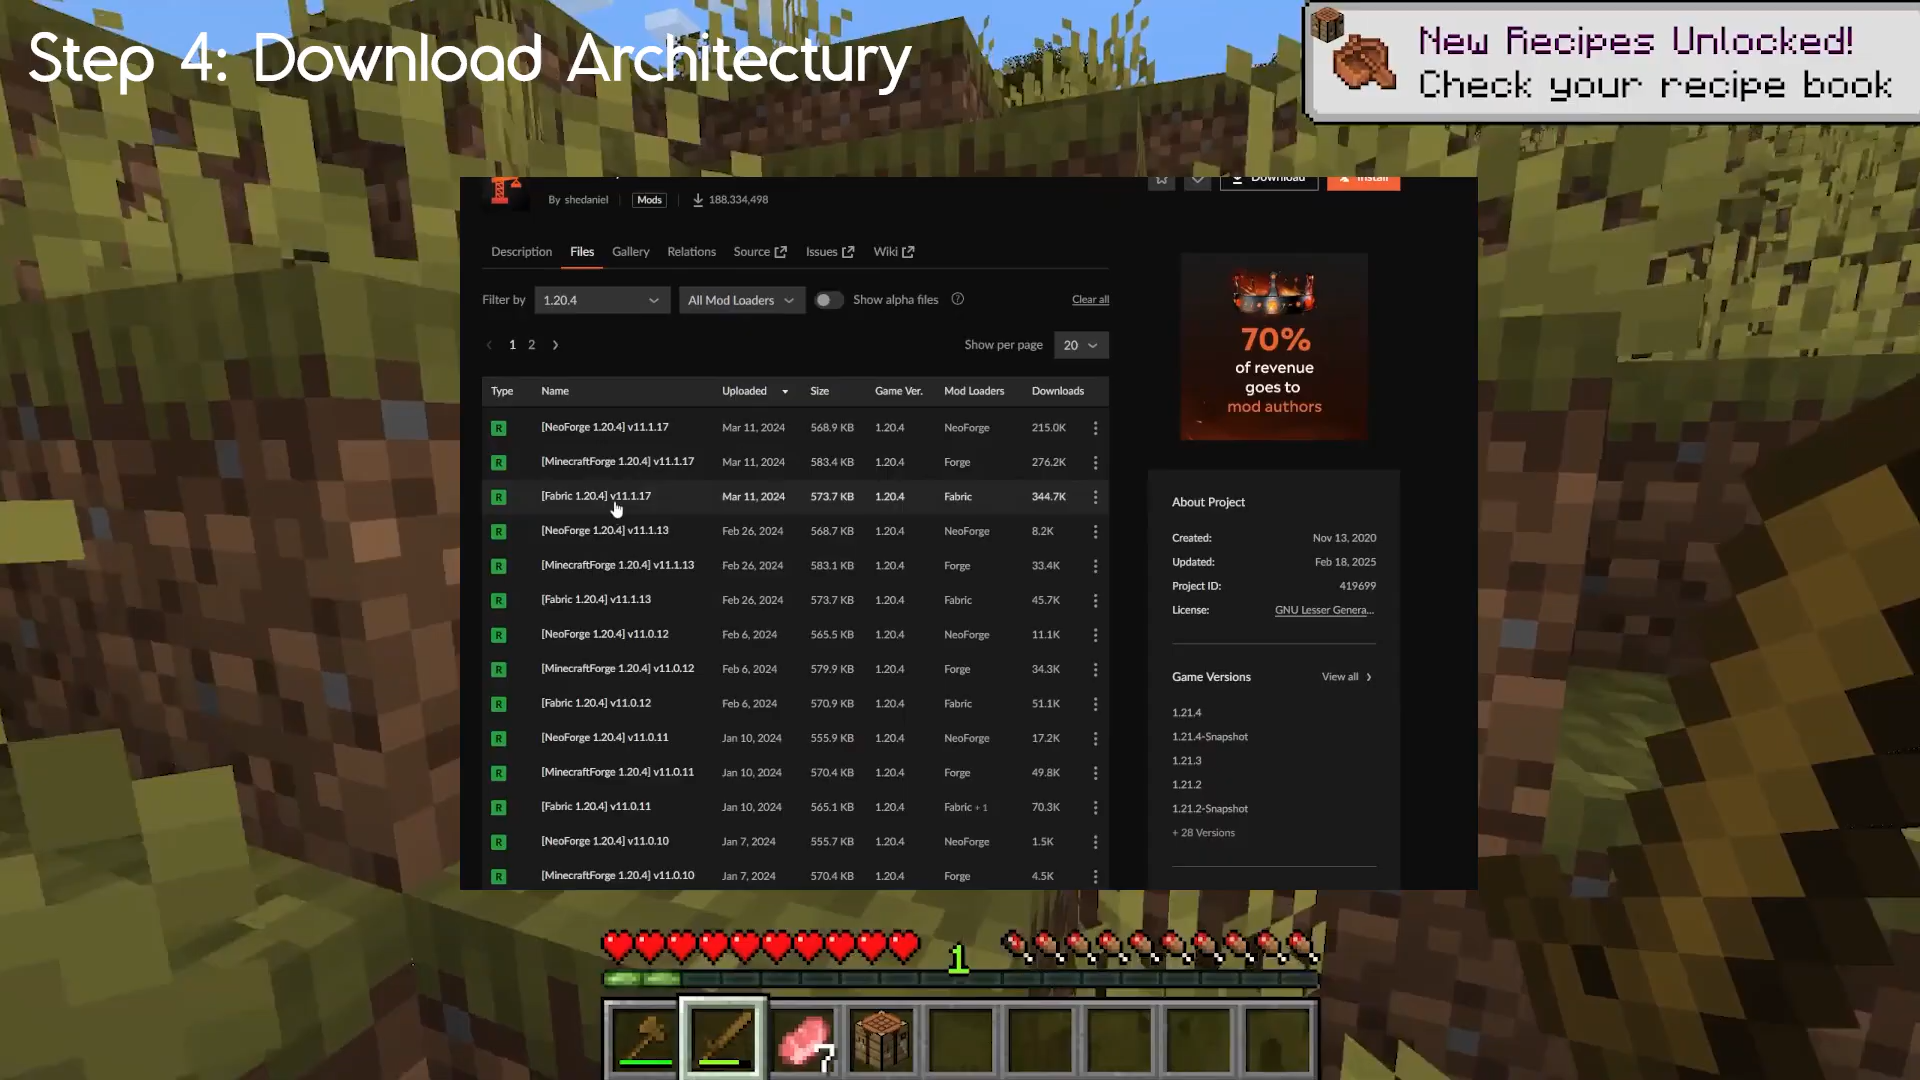 Step 4: Download Architectury
New Recipes Unlocked!
Check your recipe book
Download Install
By shedaniel Mods 188,334,498
Description Files Gallery Relations Source Issues Wiki
Filter by 1.20.4 All Mod Loaders Show alpha files ? Clear all
1 2 Show per page 20
Type Name Uploaded Size Game Ver. Mod Loaders Downloads
R [NeoForge 1.20.4] v11.1.17 Mar 11, 2024 568.9 KB 1.20.4 NeoForge 215.0K
R [MinecraftForge 1.20.4] v11.1.17 Mar 11, 2024 583.4 KB 1.20.4 Forge 276.2K
R [Fabric 1.20.4] v11.1.17 Mar 11, 2024 573.7 KB 1.20.4 Fabric 344.7K
R [NeoForge 1.20.4] v11.1.13 Feb 26, 2024 568.7 KB 1.20.4 NeoForge 8.2K
R [MinecraftForge 1.20.4] v11.1.13 Feb 26, 2024 583.1 KB 1.20.4 Forge 33.4K
R [Fabric 1.20.4] v11.1.13 Feb 26, 2024 573.7 KB 1.20.4 Fabric 45.7K
R [NeoForge 1.20.4] v11.0.12 Feb 6, 2024 565.5 KB 1.20.4 NeoForge 11.1K
R [MinecraftForge 1.20.4] v11.0.12 Feb 6, 2024 579.9 KB 1.20.4 Forge 34.3K
R [Fabric 1.20.4] v11.0.12 Feb 6, 2024 570.9 KB 1.20.4 Fabric 51.1K
R [NeoForge 1.20.4] v11.0.11 Jan 10, 2024 555.9 KB 1.20.4 NeoForge 17.2K
R [MinecraftForge 1.20.4] v11.0.11 Jan 10, 2024 570.4 KB 1.20.4 Forge 49.8K
R [Fabric 1.20.4] v11.0.11 Jan 10, 2024 565.1 KB 1.20.4 Fabric + 1 70.3K
R [NeoForge 1.20.4] v11.0.10 Jan 7, 2024 555.7 KB 1.20.4 NeoForge 1.5K
R [MinecraftForge 1.20.4] v11.0.10 Jan 7, 2024 570.4 KB 1.20.4 Forge 4.5K
70%
of revenue
goes to
mod authors
About Project
Created: Nov 13, 2020
Updated: Feb 18, 2025
Project ID: 419699
License: GNU Lesser Genera...
Game Versions View all
1.21.4
1.21.4-Snapshot
1.21.3
1.21.2
1.21.2-Snapshot
+ 28 Versions
1
7